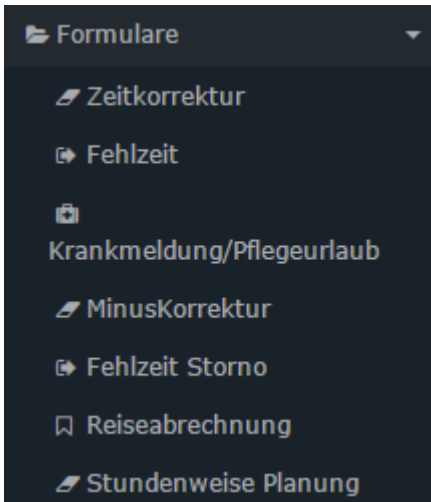 Formulare
Zeitkorrektur
Fehlzeit
Krankmeldung/Pflegeurlaub
MinusKorrektur
Fehlzeit Storno
Reiseabrechnung
Stundenweise Planung